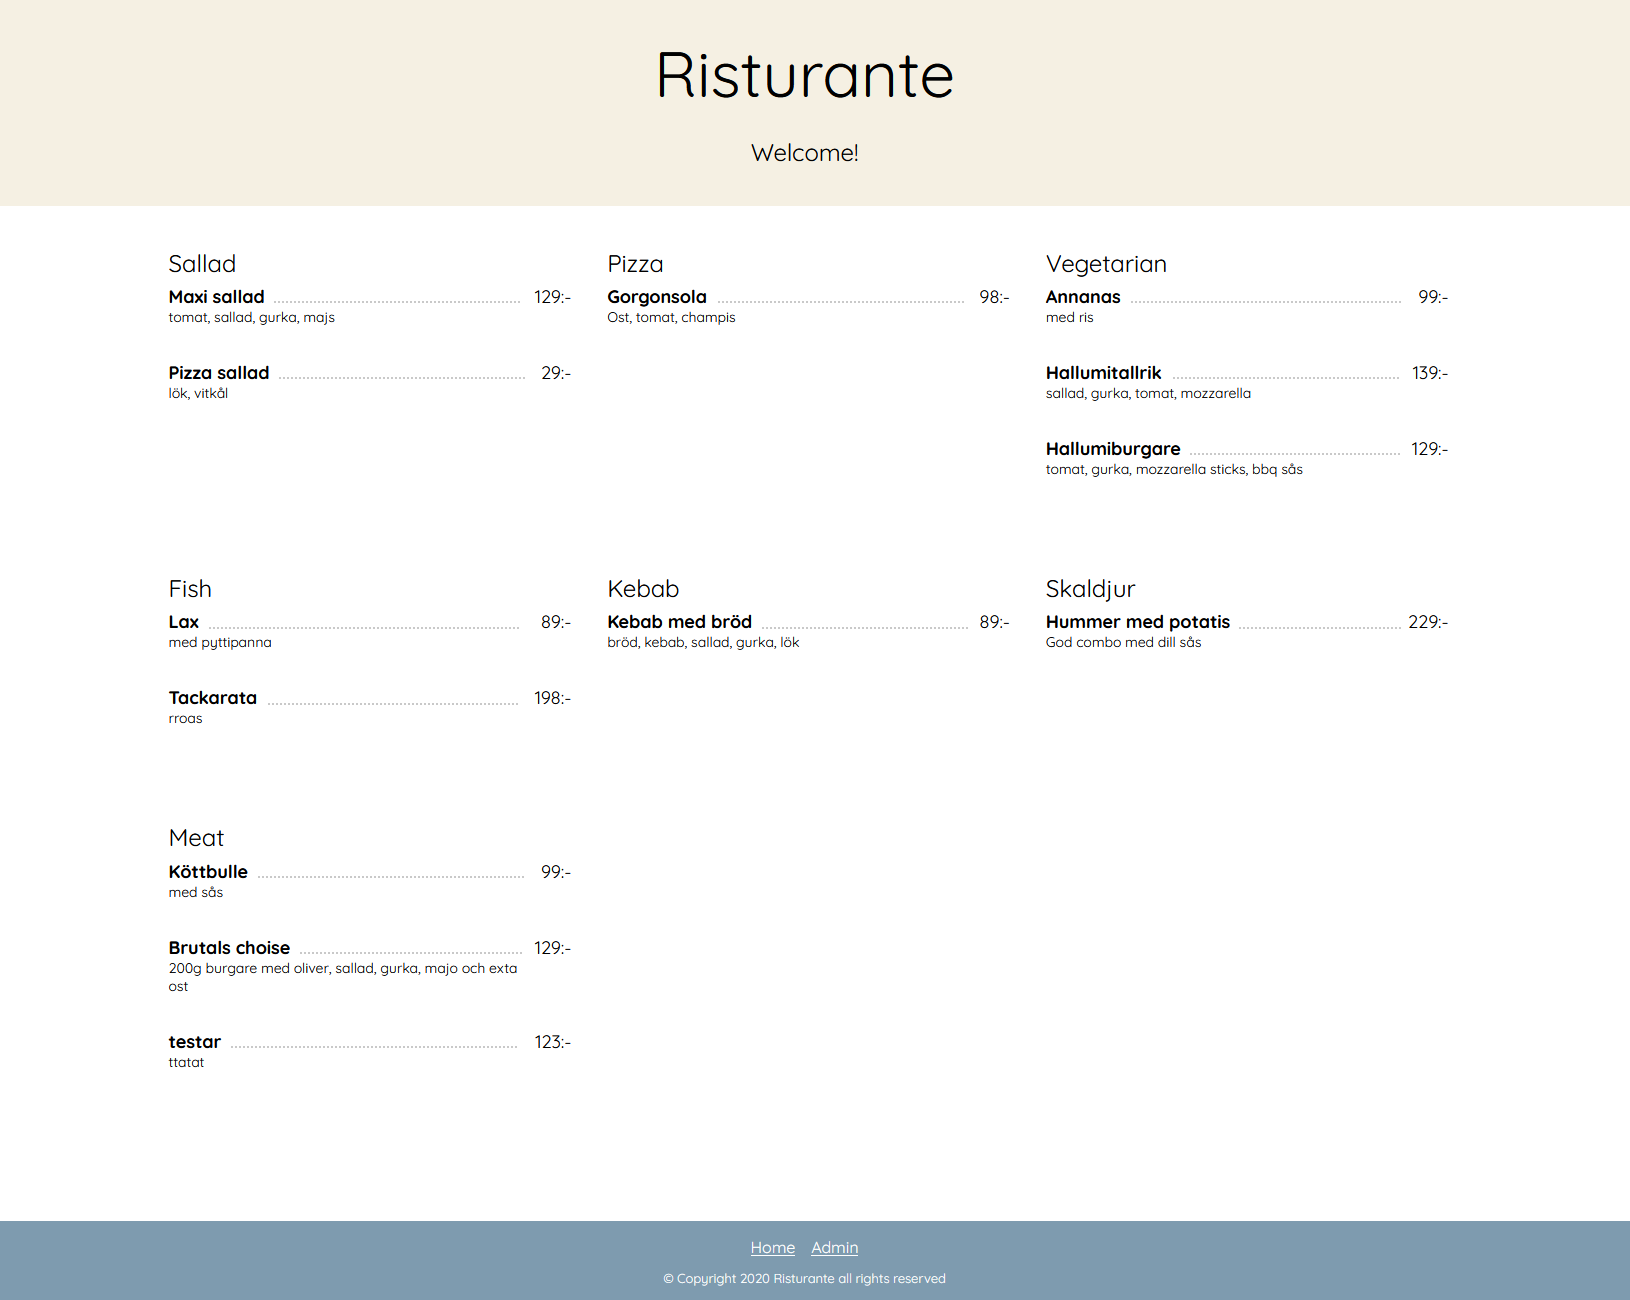 Risturante
Welcome!
Sallad
Maxi sallad 129:-
tomat, sallad, gurka, majs
Pizza sallad 29:-
lök, vitkål
Pizza
Gorgonsola 98:-
Ost, tomat, champis
Vegetarian
Annanas 99:-
med ris
Hallumitallrik 139:-
sallad, gurka, tomat, mozzarella
Hallumiburgare 129:-
tomat, gurka, mozzarella sticks, bbq sås
Fish
Lax 89:-
med pyttipanna
Tackarata 198:-
rroas
Kebab
Kebab med bröd 89:-
bröd, kebab, sallad, gurka, lök
Skaldjur
Hummer med potatis 229:-
God combo med dill sås
Meat
Köttbulle 99:-
med sås
Brutals choise 129:-
200g burgare med oliver, sallad, gurka, majo och exta
ost
testar 123:-
ttatat
Home Admin
© Copyright 2020 Risturante all rights reserved